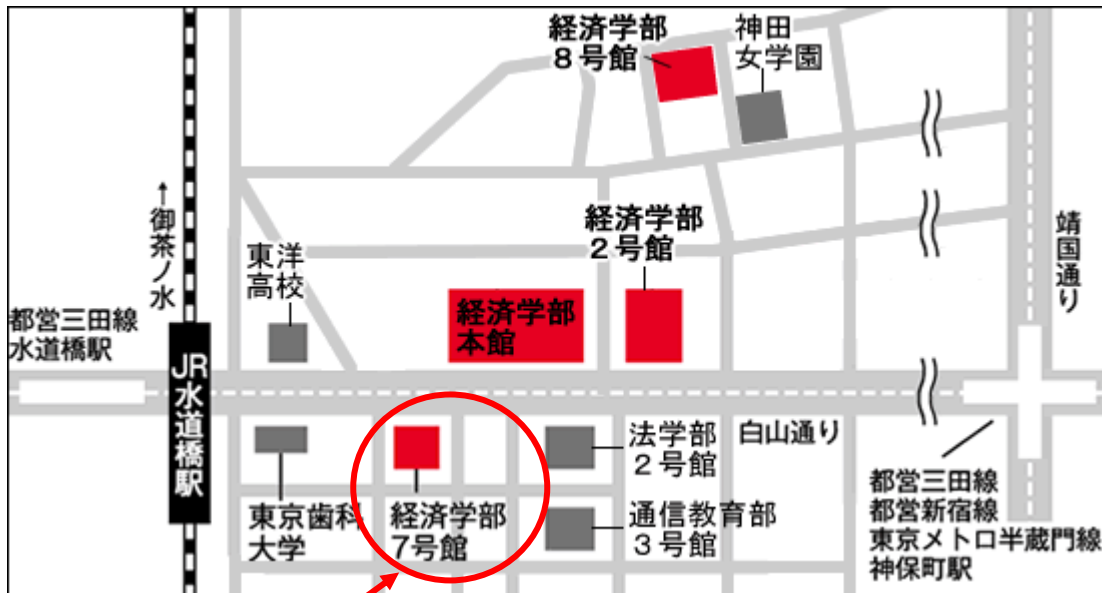 経済学部
8号館
神田
女学園
↑御茶ノ水
経済学部
2号館
靖国通り
東洋
高校
経済学部
本館
都営三田線
水道橋駅
JR水道橋駅
法学部
2号館
白山通り
東京歯科
大学
経済学部
7号館
通信教育部
3号館
都営三田線
都営新宿線
東京メトロ半蔵門線
神保町駅